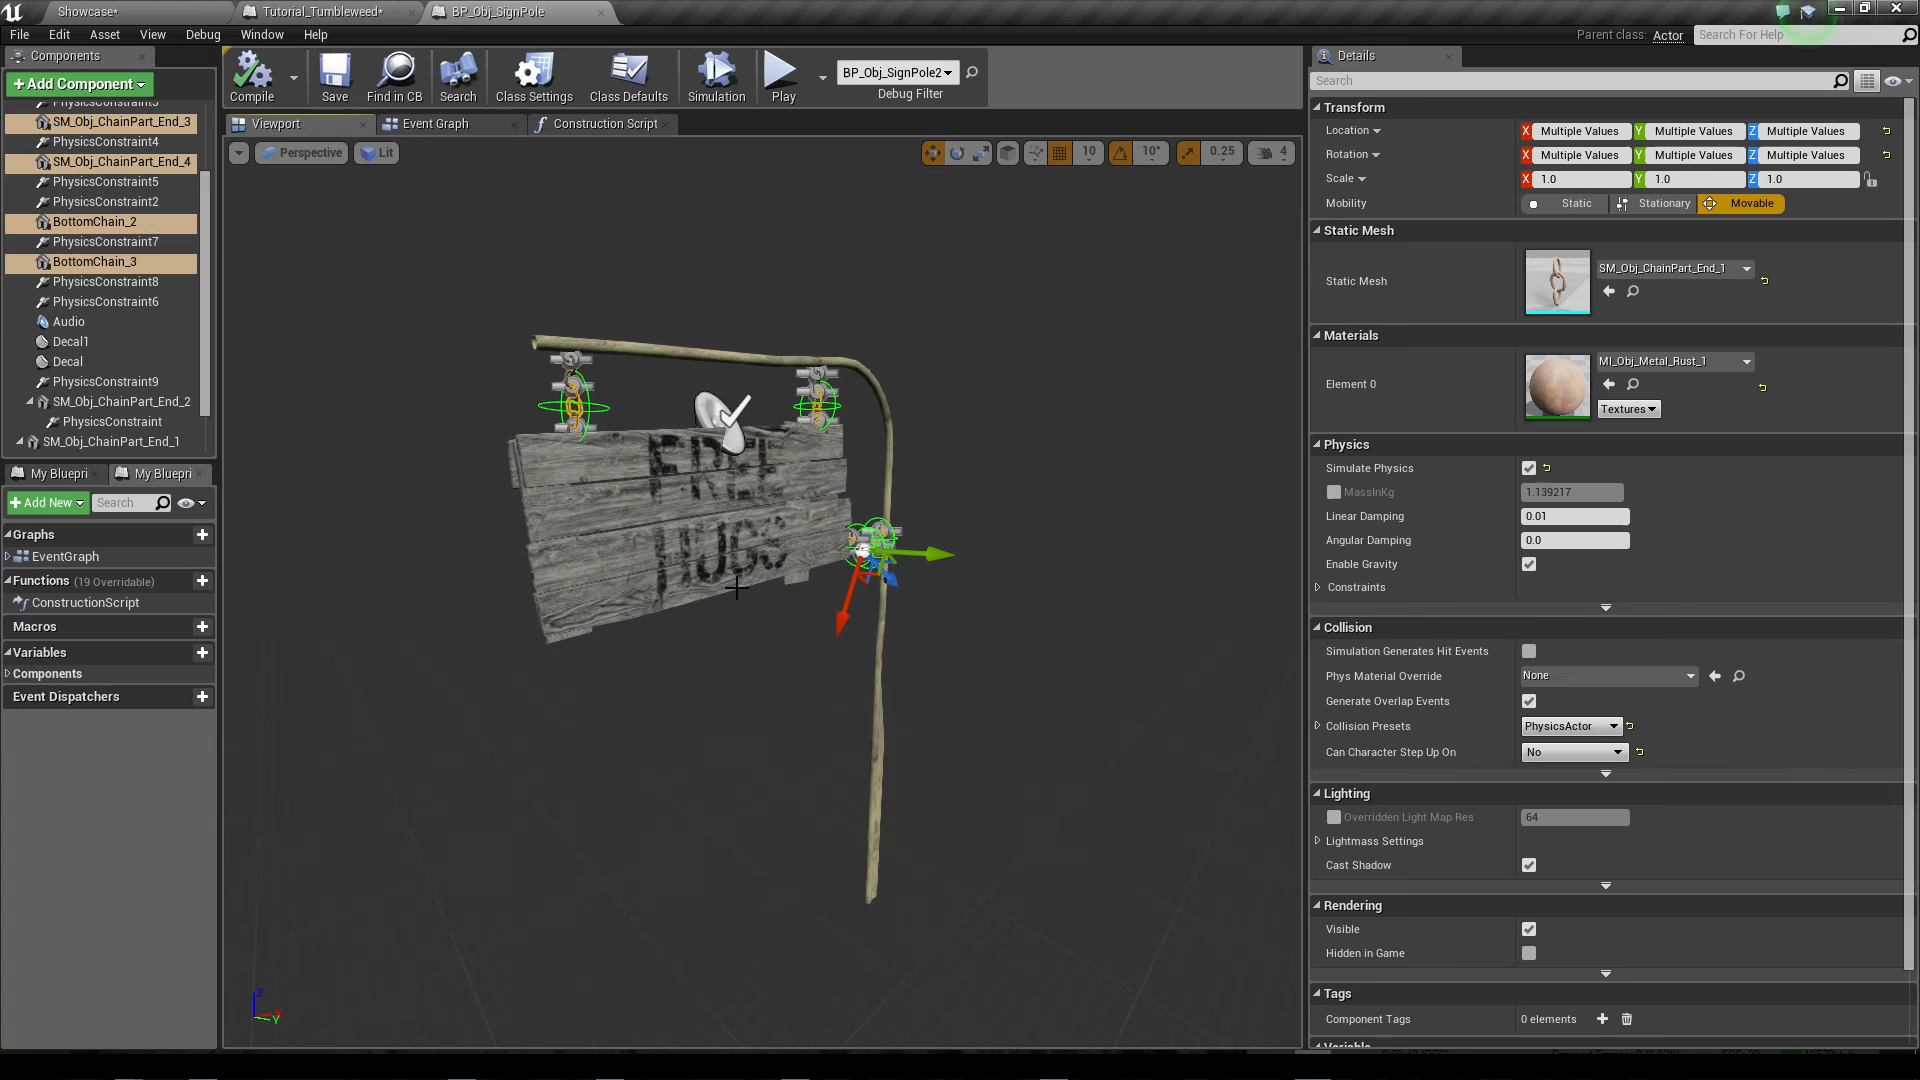 Showcase*
Tutorial_Tumbleweed*
BP_Obj_SignPole
File Edit Asset View Debug Window Help
Parent class: Actor
Search For Help
Components
+Add Component
PhysicsConstraint3
SM_Obj_ChainPart_End_3
PhysicsConstraint4
SM_Obj_ChainPart_End_4
PhysicsConstraint5
PhysicsConstraint2
BottomChain_2
PhysicsConstraint7
BottomChain_3
PhysicsConstraint8
PhysicsConstraint6
Audio
Decal1
Decal
PhysicsConstraint9
SM_Obj_ChainPart_End_2
PhysicsConstraint
SM_Obj_ChainPart_End_1
My Bluepri
My Bluepri
+Add New
Search
Graphs
EventGraph
Functions (19 Overridable)
ConstructionScript
Macros
Variables
Components
Event Dispatchers
Compile
Save
Find in CB
Search
Class Settings
Class Defaults
Simulation
Play
BP_Obj_SignPole2
Debug Filter
Viewport
Event Graph
Construction Script
Perspective
Lit
10
10°
0.25
4
FREE
HUGS
Z
Y
Details
Search
Transform
Location X Multiple Values Y Multiple Values Z Multiple Values
Rotation X Multiple Values Y Multiple Values Z Multiple Values
Scale X 1.0 Y 1.0 Z 1.0
Mobility Static Stationary Movable
Static Mesh
Static Mesh SM_Obj_ChainPart_End_1
Materials
Element 0 MI_Obj_Metal_Rust_1
Textures
Physics
Simulate Physics
MassInKg 1.139217
Linear Damping 0.01
Angular Damping 0.0
Enable Gravity
Constraints
Collision
Simulation Generates Hit Events
Phys Material Override None
Generate Overlap Events
Collision Presets PhysicsActor
Can Character Step Up On No
Lighting
Overridden Light Map Res 64
Lightmass Settings
Cast Shadow
Rendering
Visible
Hidden in Game
Tags
Component Tags 0 elements
Variable